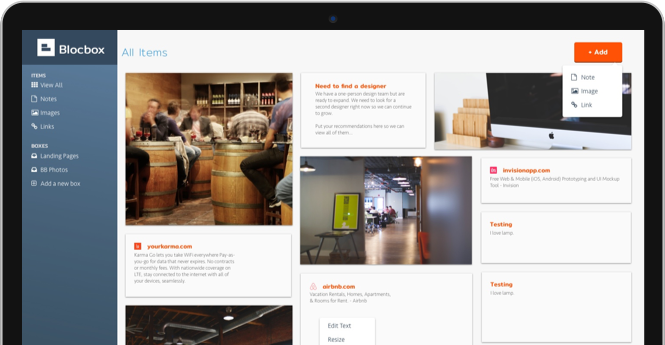 Blocbox
All Items
+ Add
Note
Image
Link
ITEMS
View All
Notes
Images
Links
BOXES
Landing Pages
BB Photos
Add a new box
Need to find a designer
We have a one-person design team but are
ready to expand. We need to look for a
second designer right now so we can continue
to grow.
Put your recommendations here so we can
view all of them...
invisionapp.com
Free Web & Mobile (iOS, Android) Prototyping and UI Mockup
Tool - Invision
Testing
I love lamp
yourkarma.com
Karma Go lets you take WiFi everywhere Pay-as-
you-go for data that never expires. No contracts
or monthly fees. With nationwide coverage on
LTE, stay connected to the internet with all of
your devices, seamlessly.
airbnb.com
Vacation Rentals, Homes, Apartments,
& Rooms for Rent - Airbnb
Testing
I love lamp
Edit Text
Resize